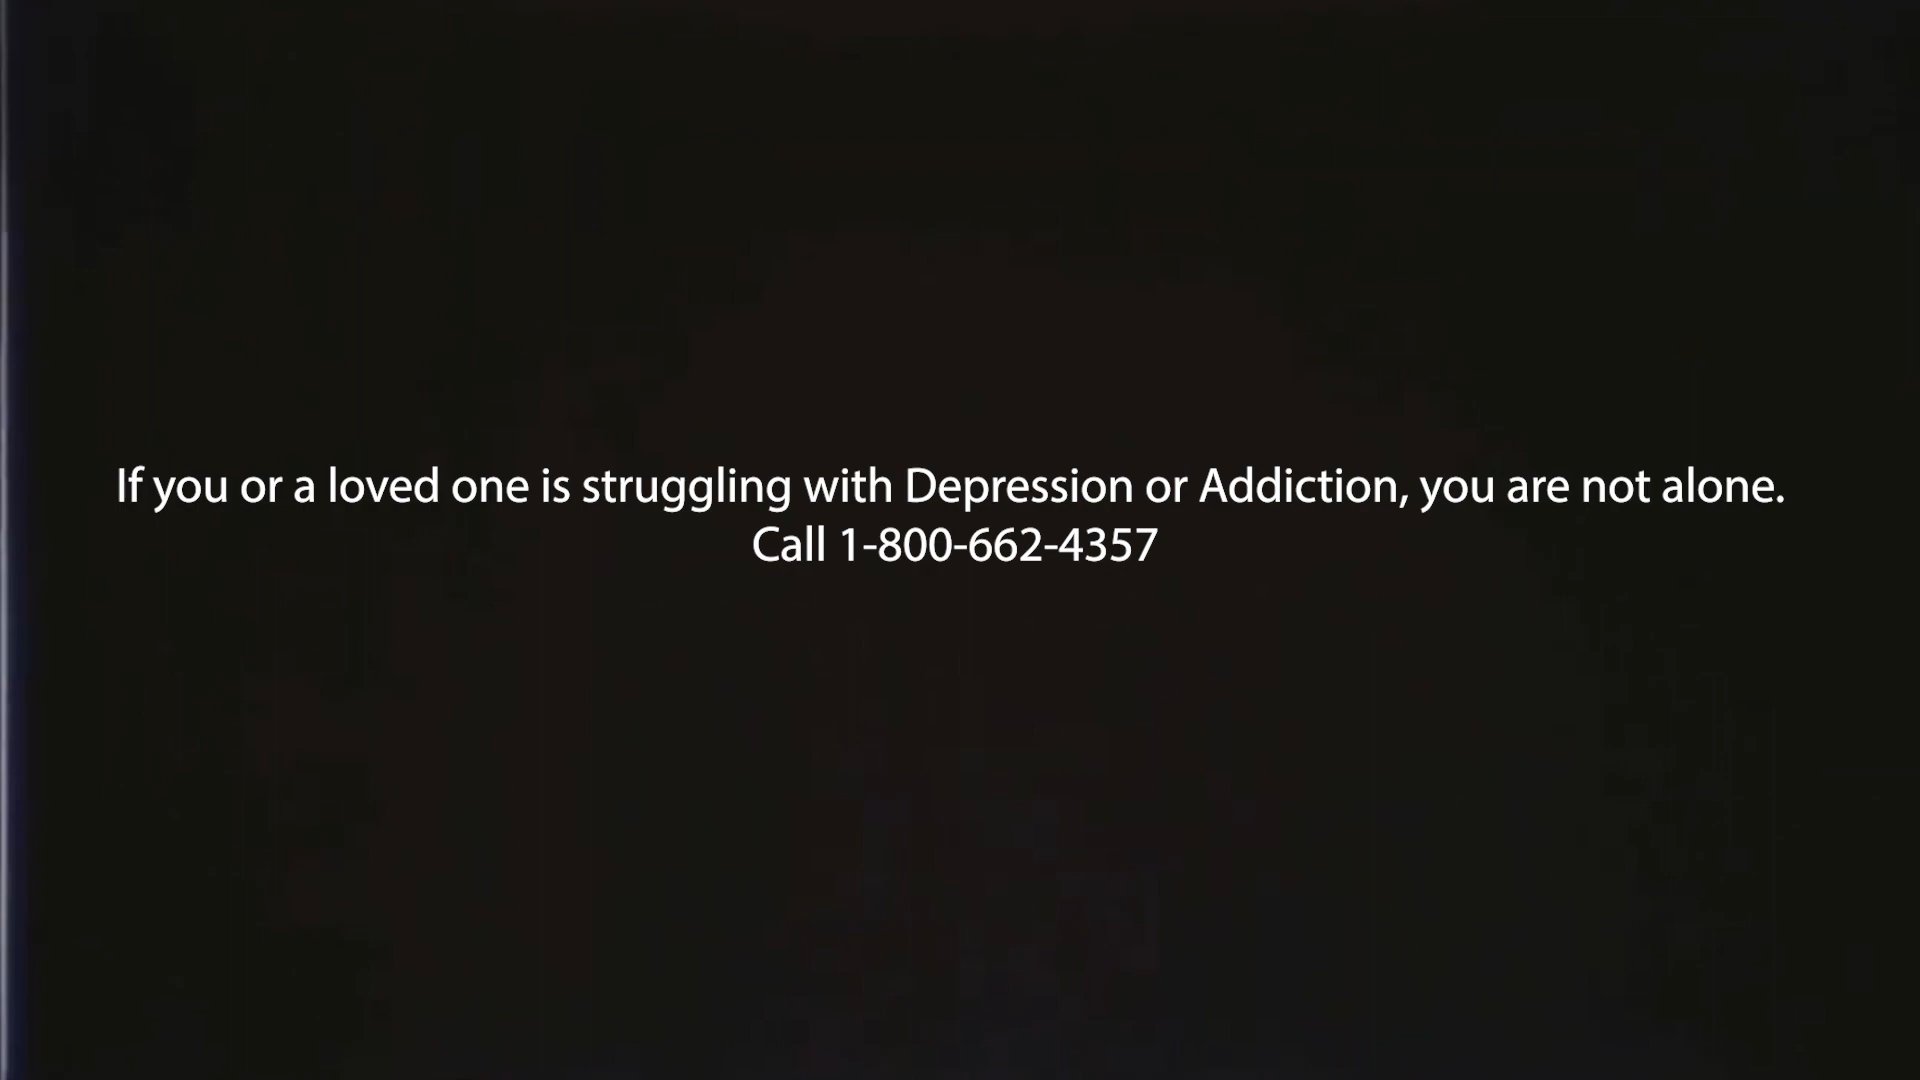 If you or a loved one is struggling with Depression or Addiction, you are not alone.
Call 1-800-662-4357